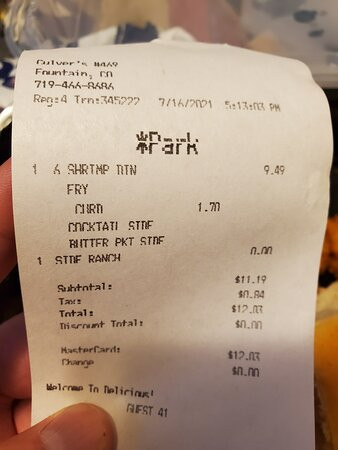 Culver's #469
Fountain, CO
719-466-8686
Reg:4 Trn:345222 7/16/2021 5:13:03 PM
*Park
1 6 SHRIMP DIN 9.49
FRY
CURD 1.70
COCKTAIL SIDE
BUTTER PKT SIDE
1 SIDE RANCH 0.00
Subtotal: $11.19
Tax: $0.84
Total: $12.03
Discount Total: $0.00
MasterCard: $12.03
Change $0.00
Welcome To Delicious!
GUEST 41